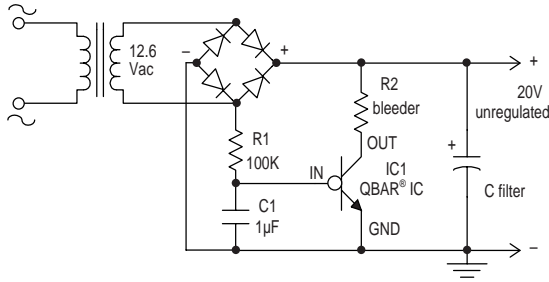 12.6
Vac
–
+
R2
bleeder
+
20V
unregulated
R1
100K
OUT
IN
IC1
QBAR® IC
+
C filter
C1
1µF
GND
–